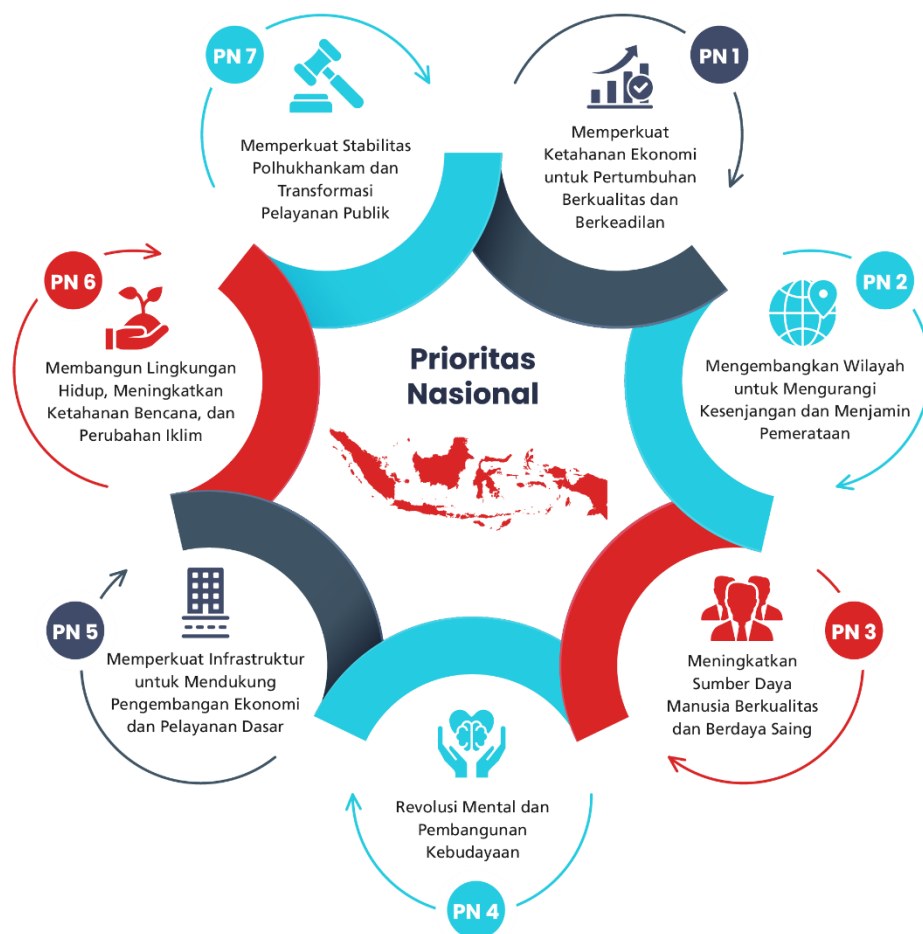 Prioritas
Nasional
PN 1
Memperkuat
Ketahanan Ekonomi
untuk Pertumbuhan
Berkualitas dan
Berkeadilan
PN 2
Mengembangkan Wilayah
untuk Mengurangi
Kesenjangan dan Menjamin
Pemerataan
PN 3
Meningkatkan
Sumber Daya
Manusia Berkualitas
dan Berdaya Saing
PN 4
Revolusi Mental dan
Pembangunan
Kebudayaan
PN 5
Memperkuat Infrastruktur
untuk Mendukung
Pengembangan Ekonomi
dan Pelayanan Dasar
PN 6
Membangun Lingkungan
Hidup, Meningkatkan
Ketahanan Bencana, dan
Perubahan Iklim
PN 7
Memperkuat Stabilitas
Polhukhankam dan
Transformasi
Pelayanan Publik